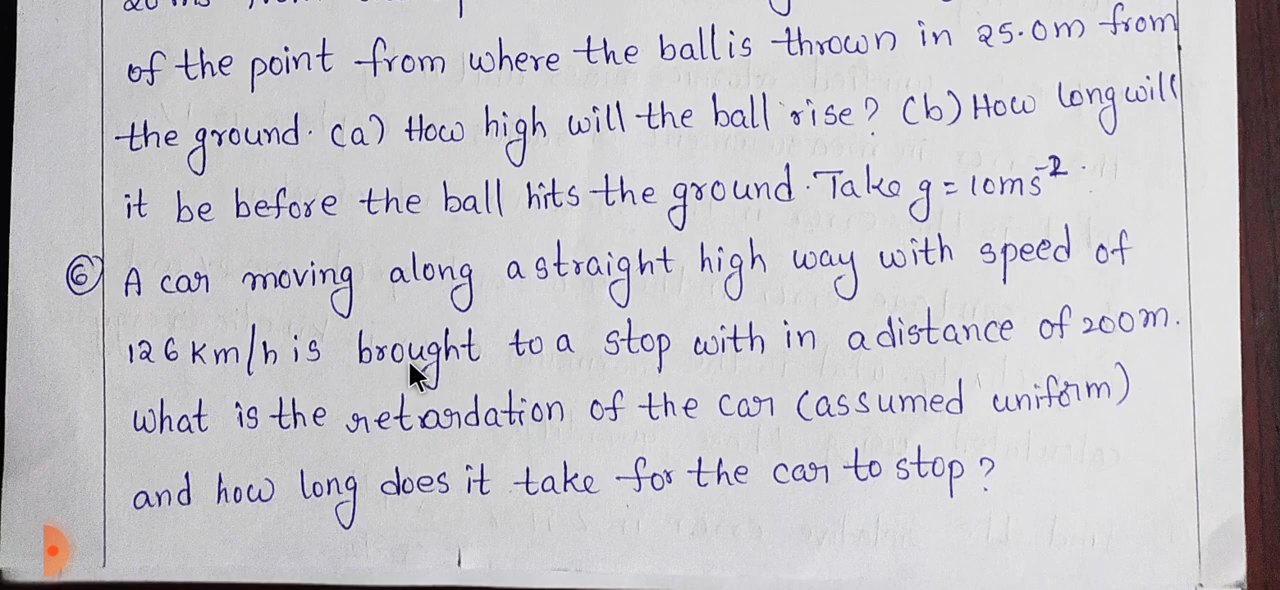 of the point from where the ball is thrown in 25.0m from
the ground. (a) How high will the ball rise? (b) How long will
it be before the ball hits the ground. Take g = 10ms⁻².
⑥ A car moving along a straight high way with speed of
126 km/h is brought to a stop with in a distance of 200m.
what is the retardation of the car (assumed uniform)
and how long does it take for the car to stop?